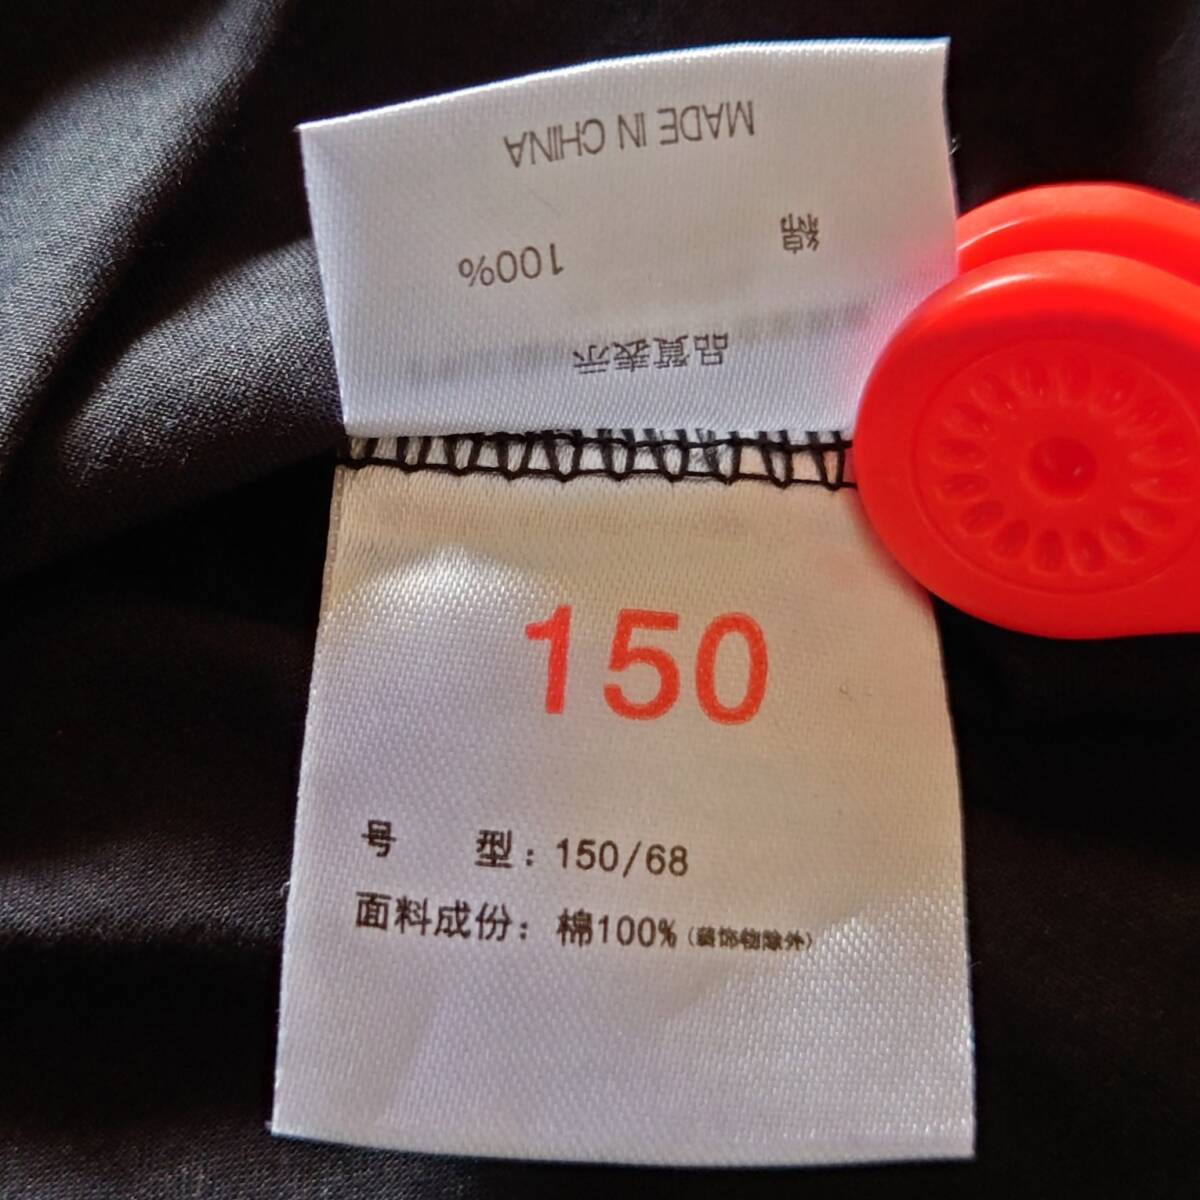 品質表示
綿 100%
MADE IN CHINA
150
号 型: 150/68
面料成份: 棉100% (装饰物除外)